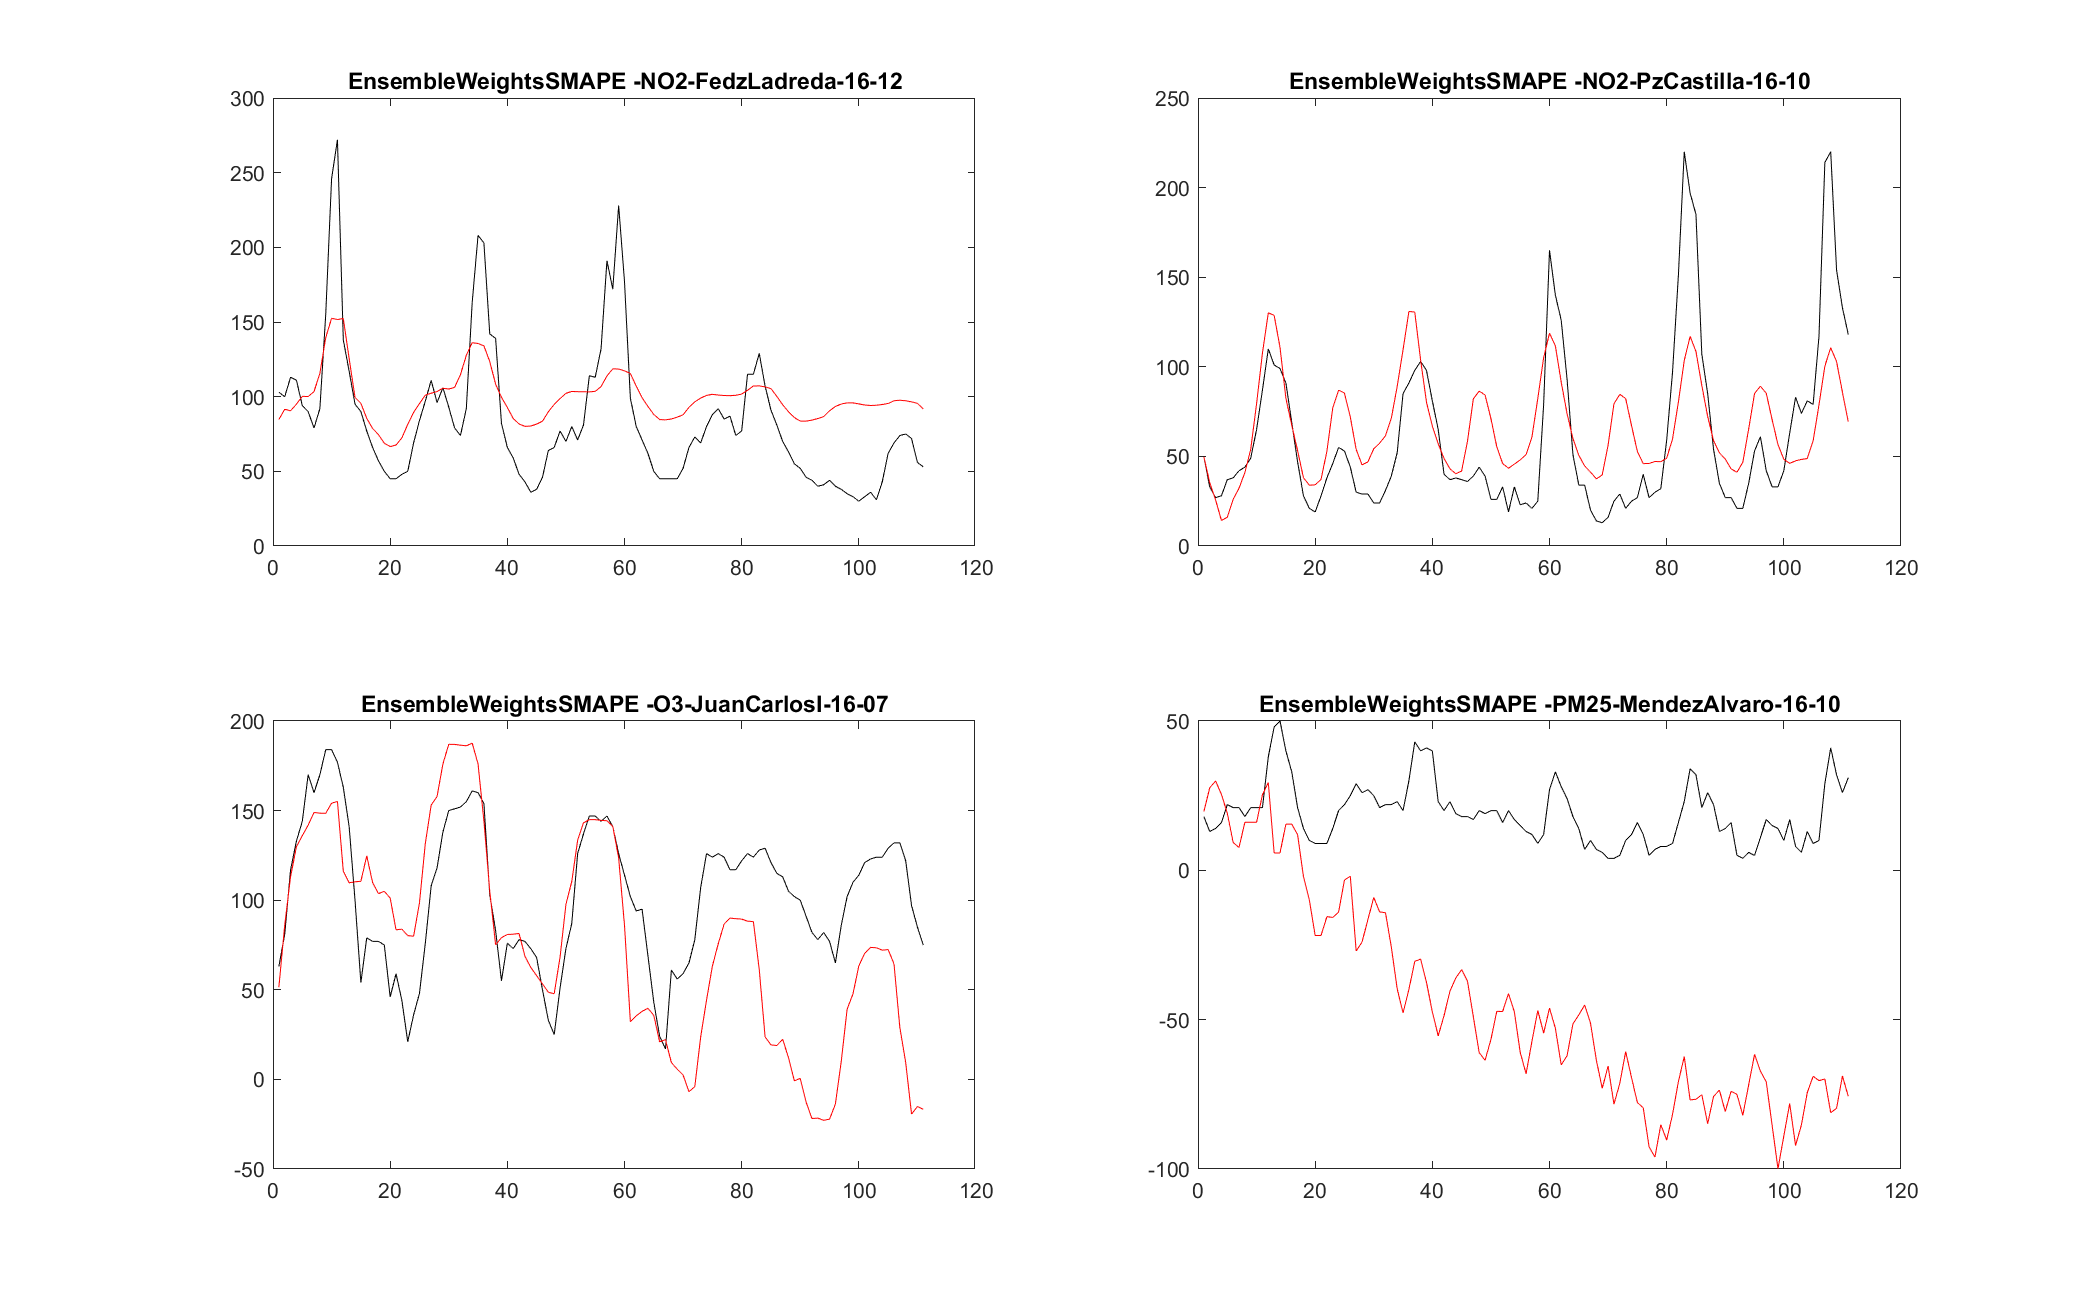 EnsembleWeightsSMAPE -NO2-FedzLadreda-16-12
300
250
200
150
100
50
0
0 20 40 60 80 100 120
EnsembleWeightsSMAPE -NO2-PzCastilla-16-10
250
200
150
100
50
0
0 20 40 60 80 100 120
EnsembleWeightsSMAPE -O3-JuanCarlosI-16-07
200
150
100
50
0
-50
0 20 40 60 80 100 120
EnsembleWeightsSMAPE -PM25-MendezAlvaro-16-10
50
0
-50
-100
0 20 40 60 80 100 120